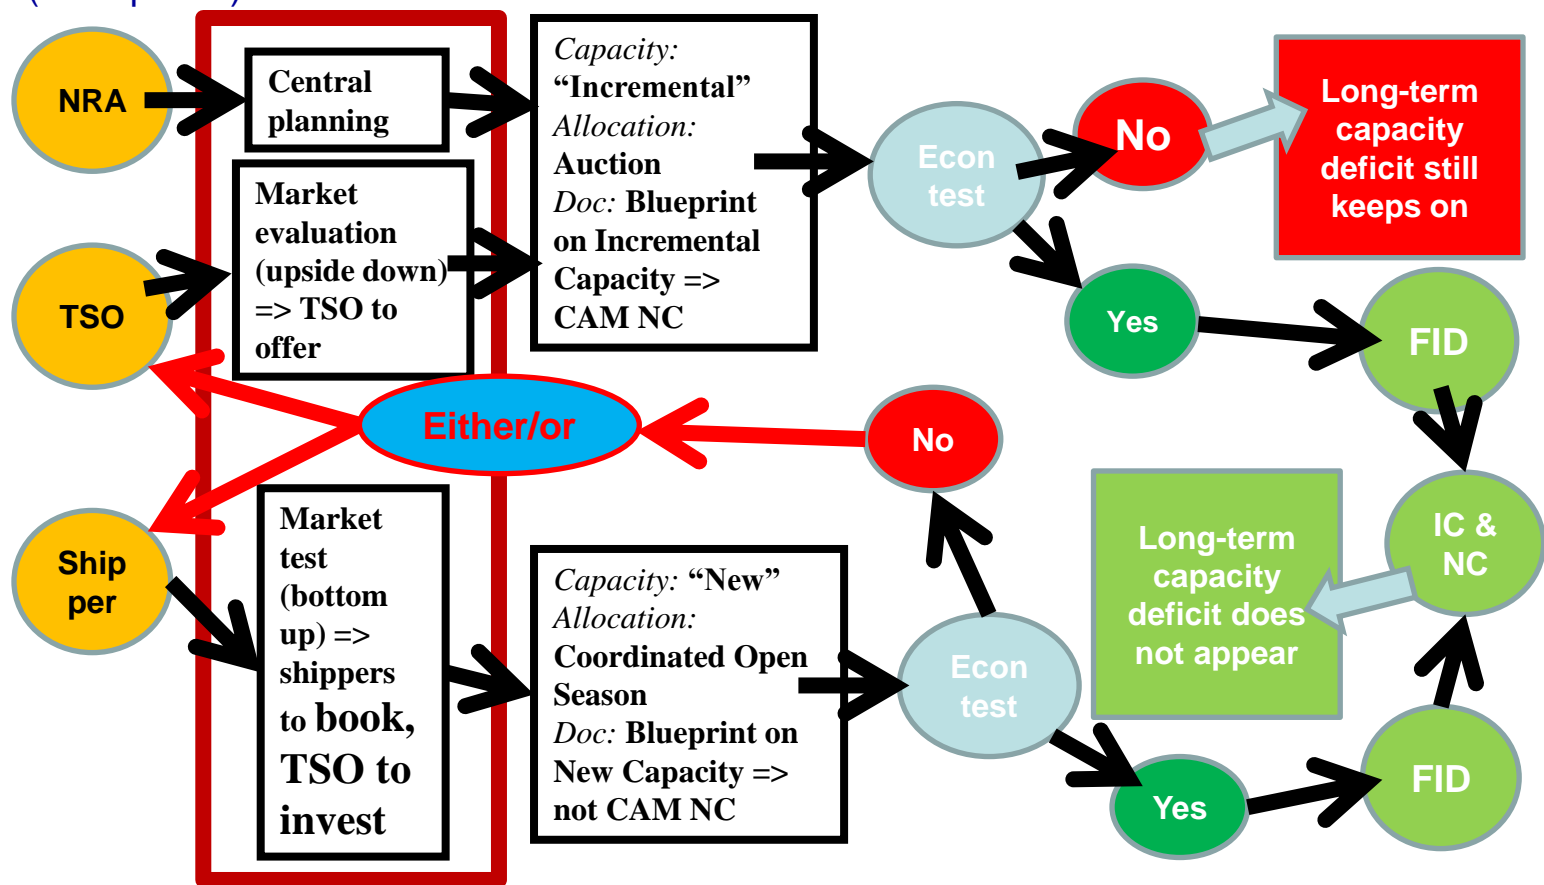 NRA
Central
planning
Capacity:
“Incremental”
Allocation:
Auction
Doc: Blueprint
on Incremental
Capacity =>
CAM NC
Econ
test
No
Long-term
capacity
deficit still
keeps on
TSO
Market
evaluation
(upside down)
=> TSO to
offer
Yes
FID
Either/or
No
Ship
per
Market
test
(bottom
up) =>
shippers
to book,
TSO to
invest
Capacity: “New”
Allocation:
Coordinated Open
Season
Doc: Blueprint on
New Capacity =>
not CAM NC
Econ
test
Long-term
capacity
deficit does
not appear
IC &
NC
Yes
FID